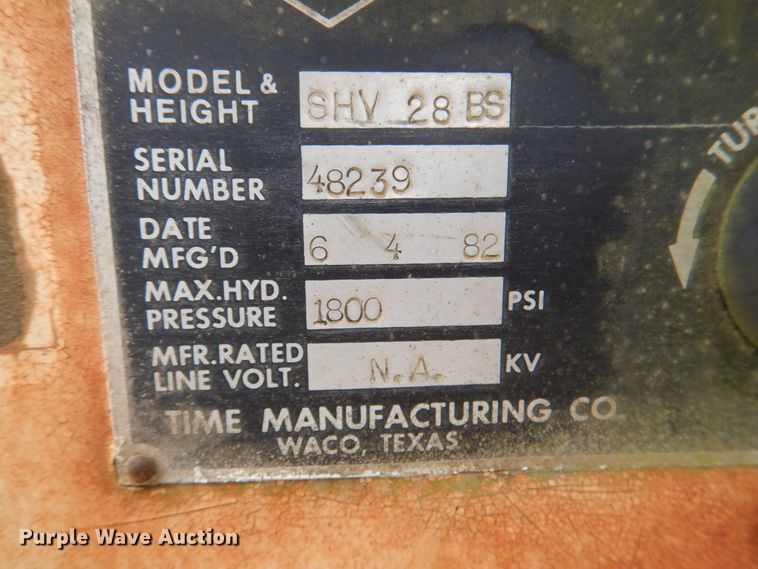 MODEL &
HEIGHT SHV 28 BS
SERIAL
NUMBER 48239
DATE
MFG'D 6 4 82
MAX. HYD.
PRESSURE 1800 PSI
MFR. RATED
LINE VOLT. N.A. KV
TIME MANUFACTURING CO
WACO, TEXAS
TUR
Purple Wave Auction